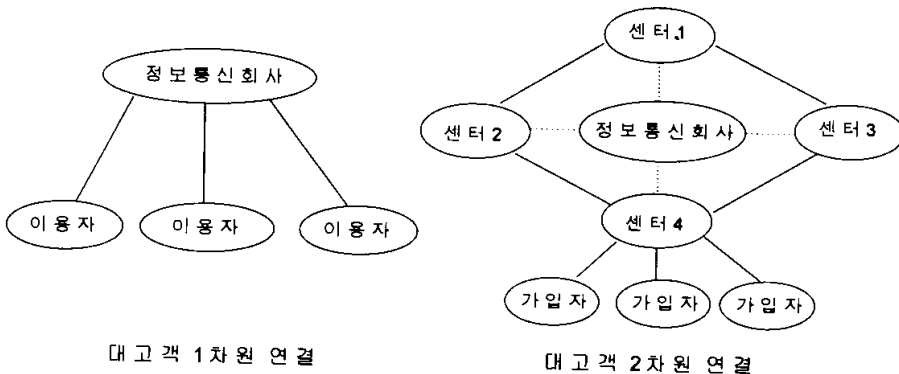 정보통신회사
이용자
이용자
이용자
대고객 1차원 연결
센터 1
센터 2
정보통신회사
센터 3
센터 4
가입자
가입자
가입자
대고객 2차원 연결